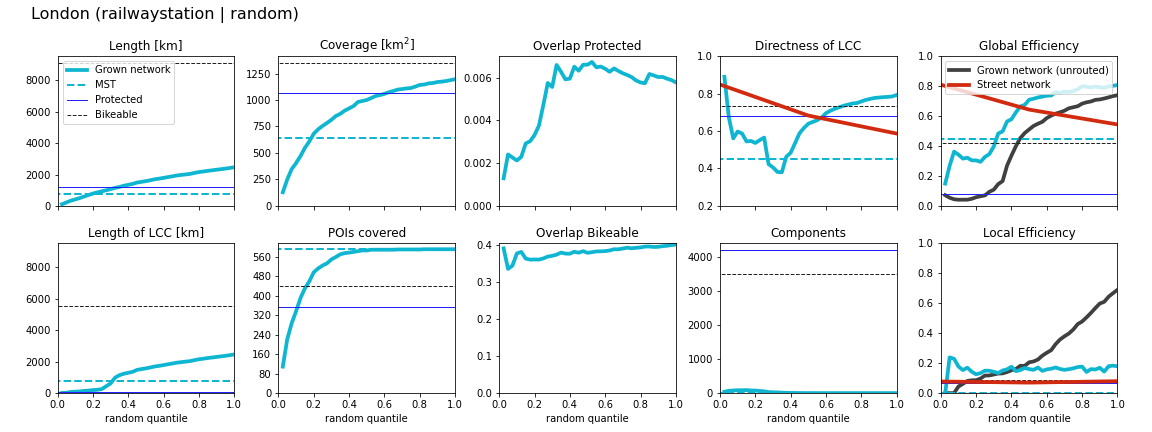 London (railwaystation | random)
Length [km]
Coverage [km²]
Overlap Protected
Directness of LCC
Global Efficiency
8000
6000
4000
2000
0
Grown network
MST
Protected
Bikeable
1250
1000
750
500
250
0
0.006
0.004
0.002
0.000
1.0
0.8
0.6
0.4
0.2
1.0
0.8
0.6
0.4
0.2
0.0
Grown network (unrouted)
Street network
Length of LCC [km]
POIs covered
Overlap Bikeable
Components
Local Efficiency
8000
6000
4000
2000
0
0.0 0.2 0.4 0.6 0.8 1.0
random quantile
560
480
400
320
240
160
80
0.0 0.2 0.4 0.6 0.8 1.0
random quantile
0.4
0.3
0.2
0.1
0.0
0.0 0.2 0.4 0.6 0.8 1.0
random quantile
4000
3000
2000
1000
0
0.0 0.2 0.4 0.6 0.8 1.0
random quantile
1.0
0.8
0.6
0.4
0.2
0.0
0.0 0.2 0.4 0.6 0.8 1.0
random quantile